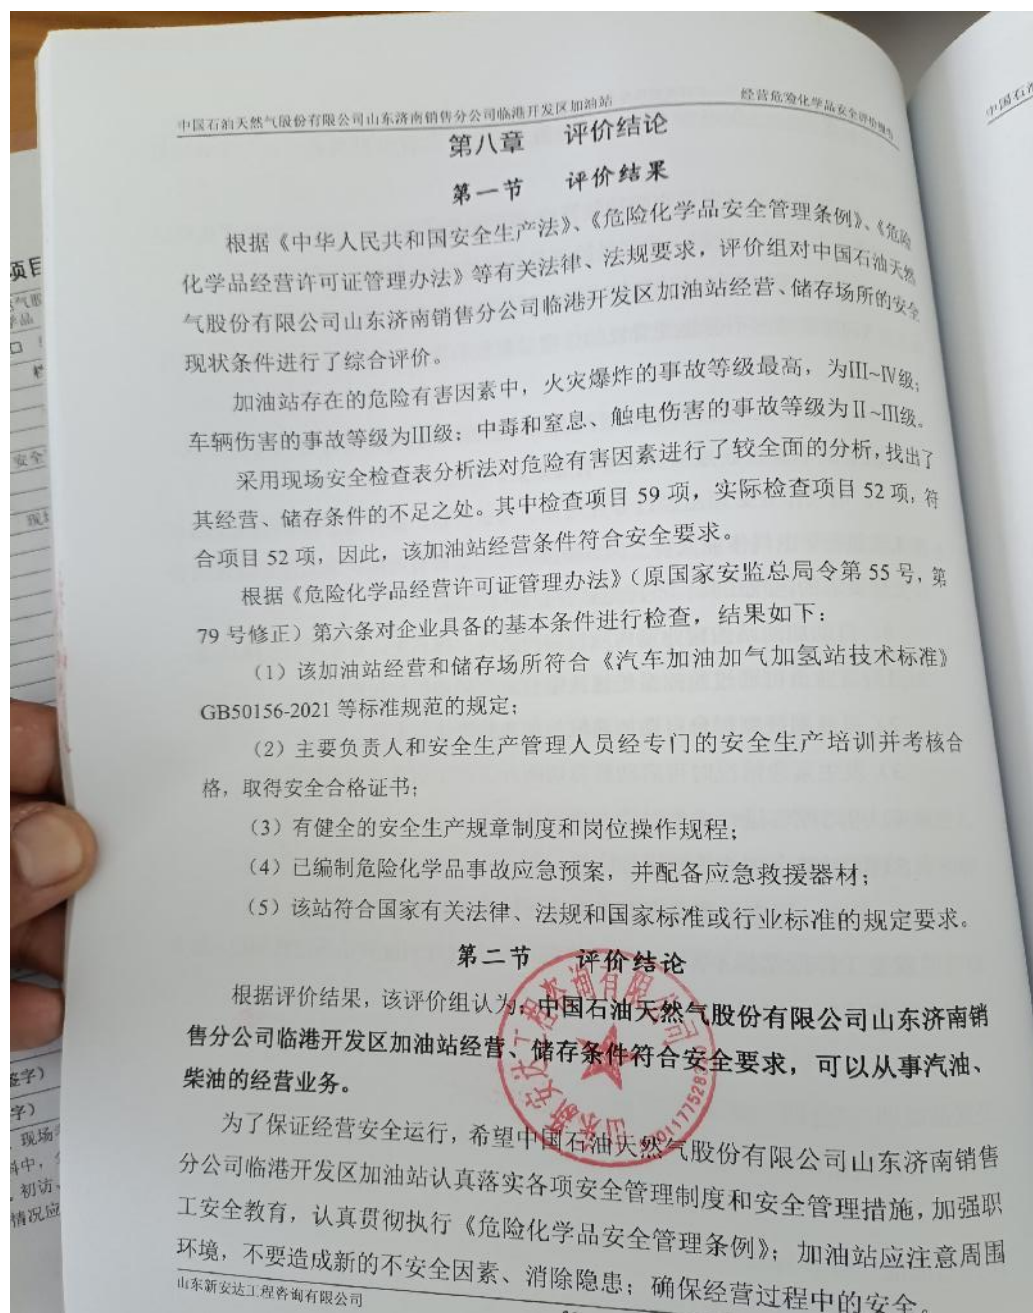 中国石油天然气股份有限公司山东济南销售分公司临港开发区加油站 经营危险化学品安全评价报告
第八章 评价结论
第一节 评价结果
根据《中华人民共和国安全生产法》、《危险化学品安全管理条例》、《危险
化学品经营许可证管理办法》等有关法律、法规要求，评价组对中国石油天然
气股份有限公司山东济南销售分公司临港开发区加油站经营、储存场所的安全
现状条件进行了综合评价。
加油站存在的危险有害因素中，火灾爆炸的事故等级最高，为III~IV级；
车辆伤害的事故等级为III级；中毒和窒息、触电伤害的事故等级为II~III级。
采用现场安全检查表分析法对危险有害因素进行了较全面的分析，找出了
其经营、储存条件的不足之处。其中检查项目 59 项，实际检查项目 52 项，符
合项目 52 项，因此，该加油站经营条件符合安全要求。
根据《危险化学品经营许可证管理办法》（原国家安监总局令第 55 号，第
79 号修正）第六条对企业具备的基本条件进行检查，结果如下：
（1）该加油站经营和储存场所符合《汽车加油加气加氢站技术标准》
GB50156-2021 等标准规范的规定；
（2）主要负责人和安全生产管理人员经专门的安全生产培训并考核合
格，取得安全合格证书；
（3）有健全的安全生产规章制度和岗位操作规程；
（4）已编制危险化学品事故应急预案，并配备应急救援器材；
（5）该站符合国家有关法律、法规和国家标准或行业标准的规定要求。
第二节 评价结论
根据评价结果，该评价组认为：中国石油天然气股份有限公司山东济南销
售分公司临港开发区加油站经营、储存条件符合安全要求，可以从事汽油、
柴油的经营业务。
为了保证经营安全运行，希望中国石油天然气股份有限公司山东济南销售
分公司临港开发区加油站认真落实各项安全管理制度和安全管理措施，加强职
工安全教育，认真贯彻执行《危险化学品安全管理条例》；加油站应注意周围
环境，不要造成新的不安全因素、消除隐患；确保经营过程中的安全。
山东新安达工程咨询有限公司
山东新安达工程咨询有限公司
中国石油